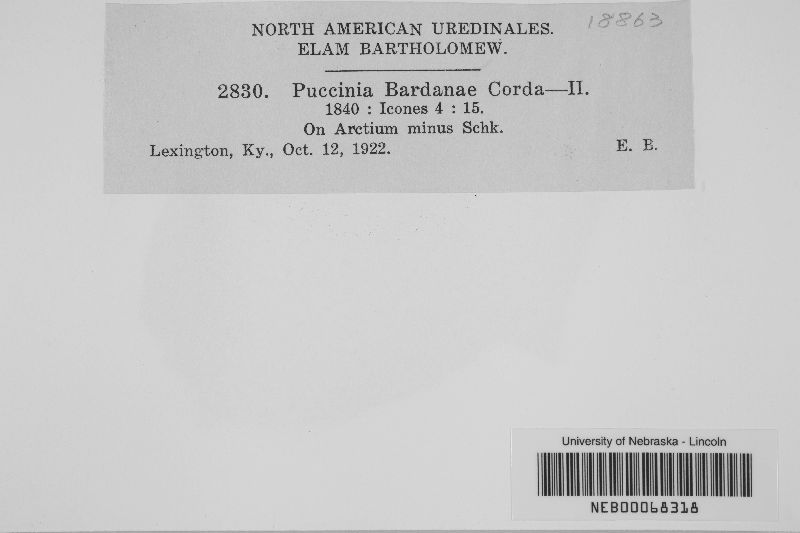 18863
NORTH AMERICAN UREDINALES.
ELAM BARTHOLOMEW.
2830. Puccinia Bardanae Corda—II.
1840 : Icones 4 : 15.
On Arctium minus Schk.
Lexington, Ky., Oct. 12, 1922. E. B.
University of Nebraska - Lincoln
NEB00068318